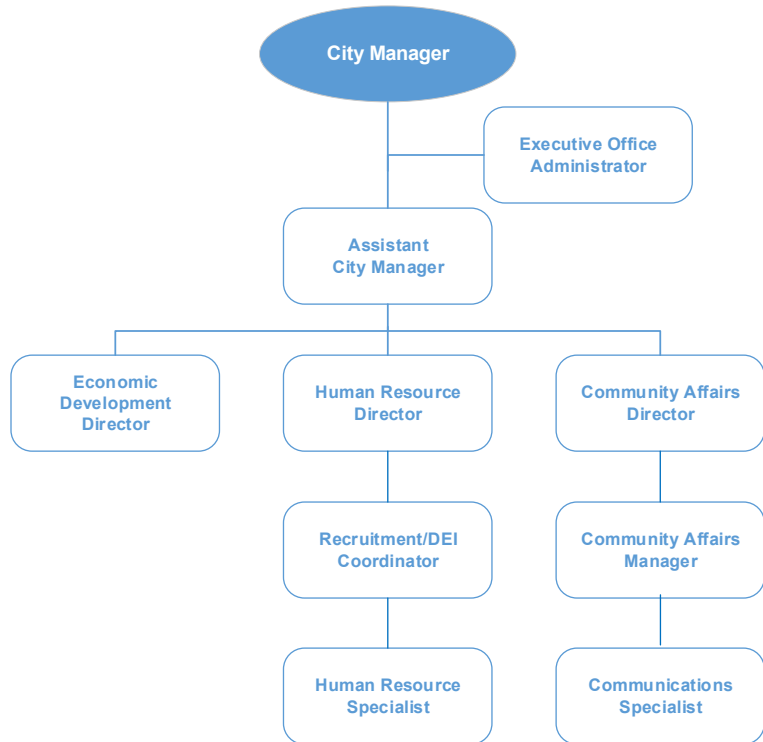 City Manager
Executive Office
Administrator
Assistant
City Manager
Economic
Development
Director
Human Resource
Director
Community Affairs
Director
Recruitment/DEI
Coordinator
Community Affairs
Manager
Human Resource
Specialist
Communications
Specialist